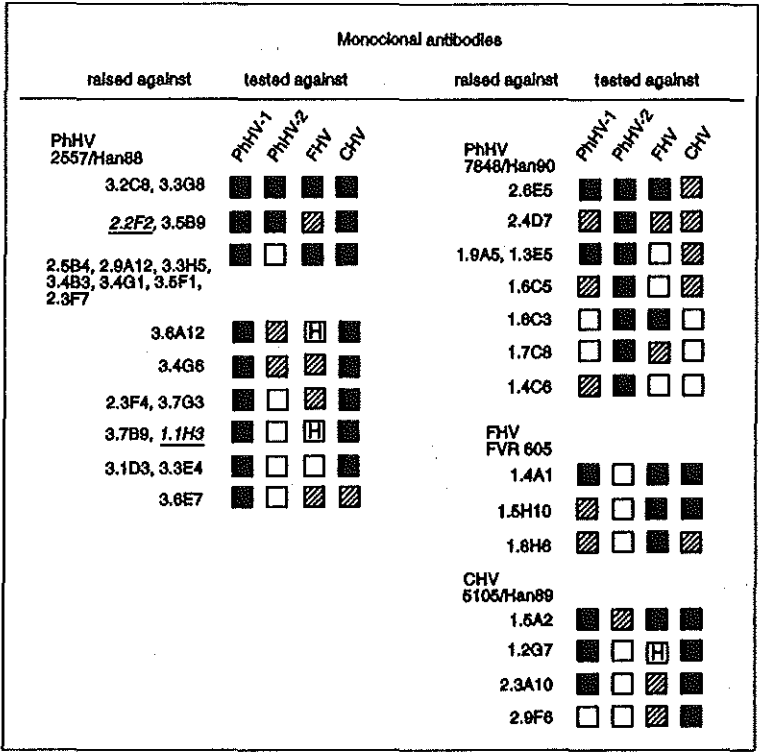 Monoclonal antibodies
raised against tested against
PhHV-1 PhHV-2 FHV CHV
PhHV
2557/Han88
3.2C8, 3.3G8
2.2F2, 3.5B9
2.5B4, 2.9A12, 3.3H5,
3.4B3, 3.4G1, 3.5F1,
2.3F7
3.6A12 H
3.4G6
2.3F4, 3.7G3
3.7B9, 1.1H3 H
3.1D3, 3.3E4
3.6E7
raised against tested against
PhHV-1 PhHV-2 FHV CHV
PhHV
7848/Han90
2.6E5
2.4D7
1.9A5, 1.3E5
1.6C5
1.8C3
1.7C8
1.4C6
FHV
FVR 605
1.4A1
1.5H10
1.8H6
CHV
5105/Han89
1.5A2
1.2G7 H
2.3A10
2.9F6